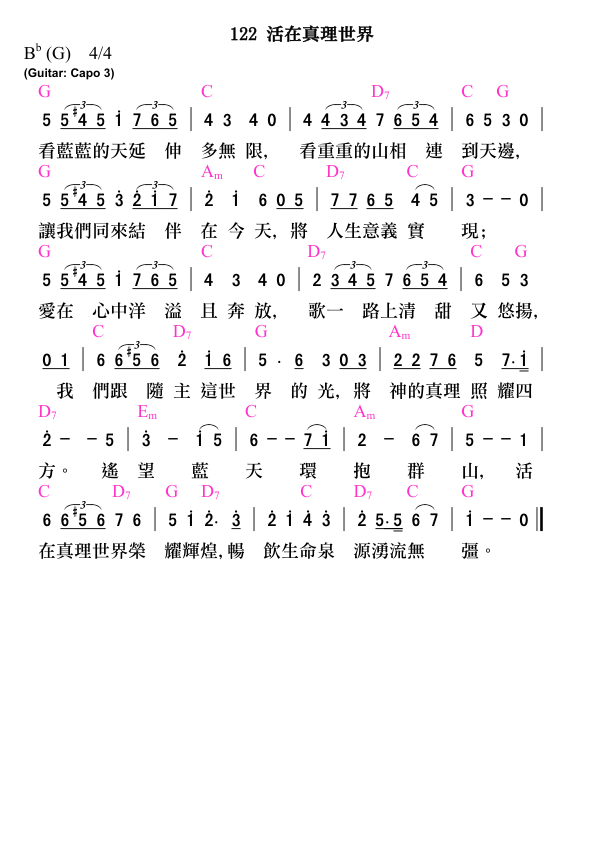 122 活在真理世界
B♭ (G) 4/4
(Guitar: Capo 3)
G C D7 C G
5 5 #4 5 i 7 6 5 | 4 3 4 0 | 4 4 3 4 7 6 5 4 | 6 5 3 0 |
看藍藍的天延 伸 多無 限, 看重重的山相 連 到天邊,
G Am C D7 C G
5 5 #4 5 3 2 i 7 | 2 i 6 0 5 | 7 7 6 5 4 5 | 3 – – 0 |
讓我們同來結 伴 在 今 天, 將 人生意義 實 現;
G C D7 C G
5 5 #4 5 i 7 6 5 | 4 3 4 0 | 2 3 4 5 7 6 5 4 | 6 5 3 |
愛在 心中洋 溢 且 奔 放, 歌一 路上清 甜 又 悠揚,
C D7 G Am D
0 1 | 6 6 #5 6 2 i 6 | 5 . 6 3 0 3 | 2 2 7 6 5 7 . i |
我 們跟 隨 主 這世 界 的 光, 將 神的真理 照 耀四
D7 Em C Am G
2 – – 5 | 3 – i 5 | 6 – – 7 i | 2 – 6 7 | 5 – – 1 |
方。 遙 望 藍 天 環 抱 群 山, 活
C D7 G D7 C D7 C G
6 6 #5 6 7 6 | 5 i 2 . 3 | 2 i 4 3 | 2 5 . 5 6 7 | i – – 0 ‖
在真理世界榮 耀輝煌, 暢 飲生命泉 源湧流無 彊。